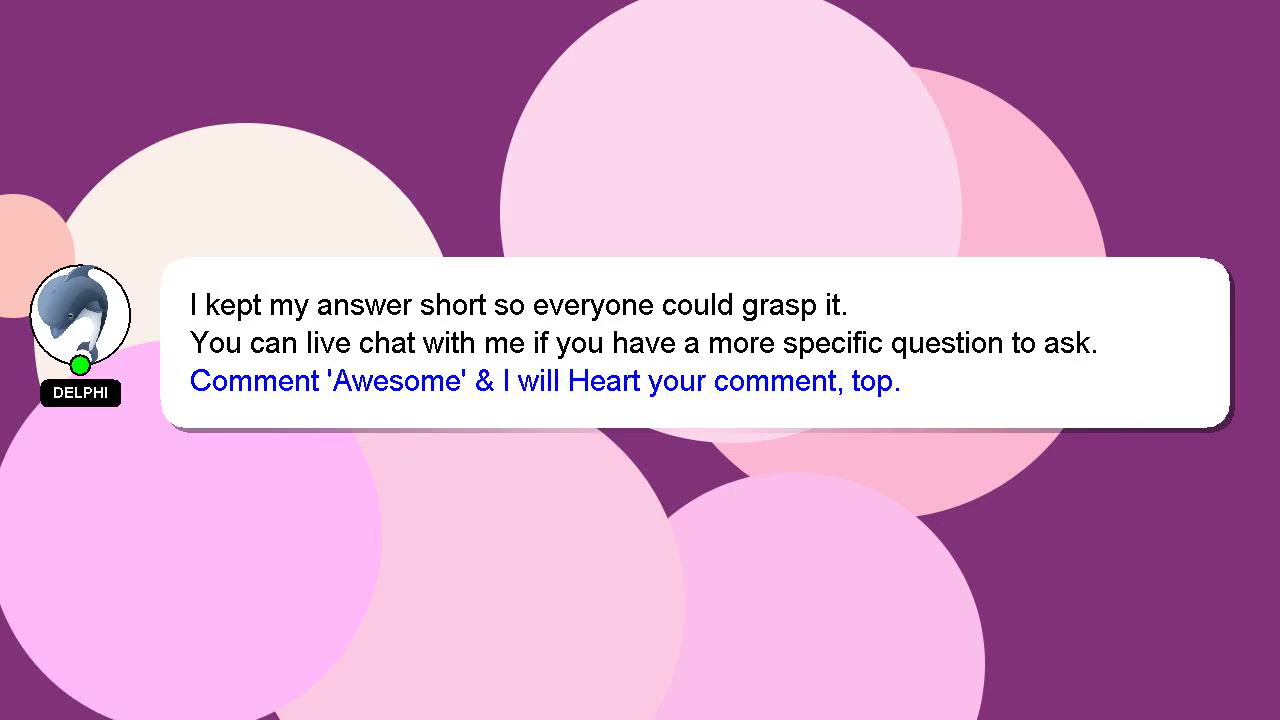 I kept my answer short so everyone could grasp it.
You can live chat with me if you have a more specific question to ask.
Comment 'Awesome' & I will Heart your comment, top.
DELPHI